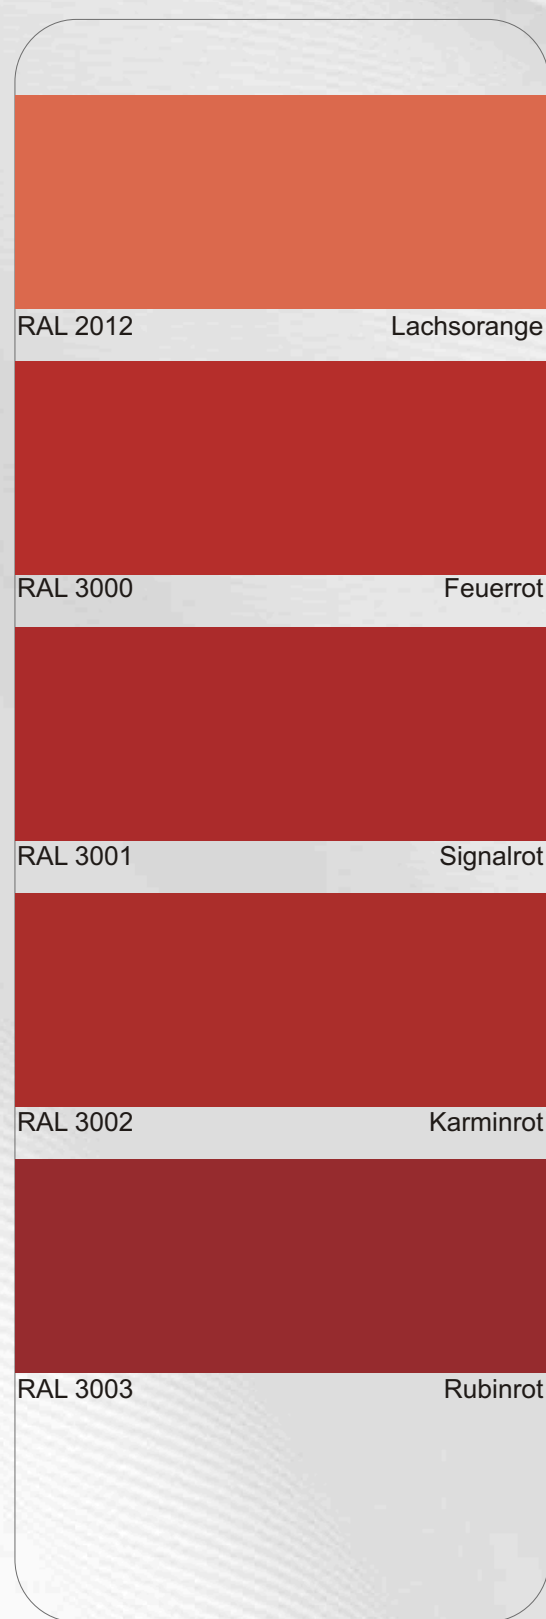 RAL 2012 Lachsorange
RAL 3000 Feuerrot
RAL 3001 Signalrot
RAL 3002 Karminrot
RAL 3003 Rubinrot